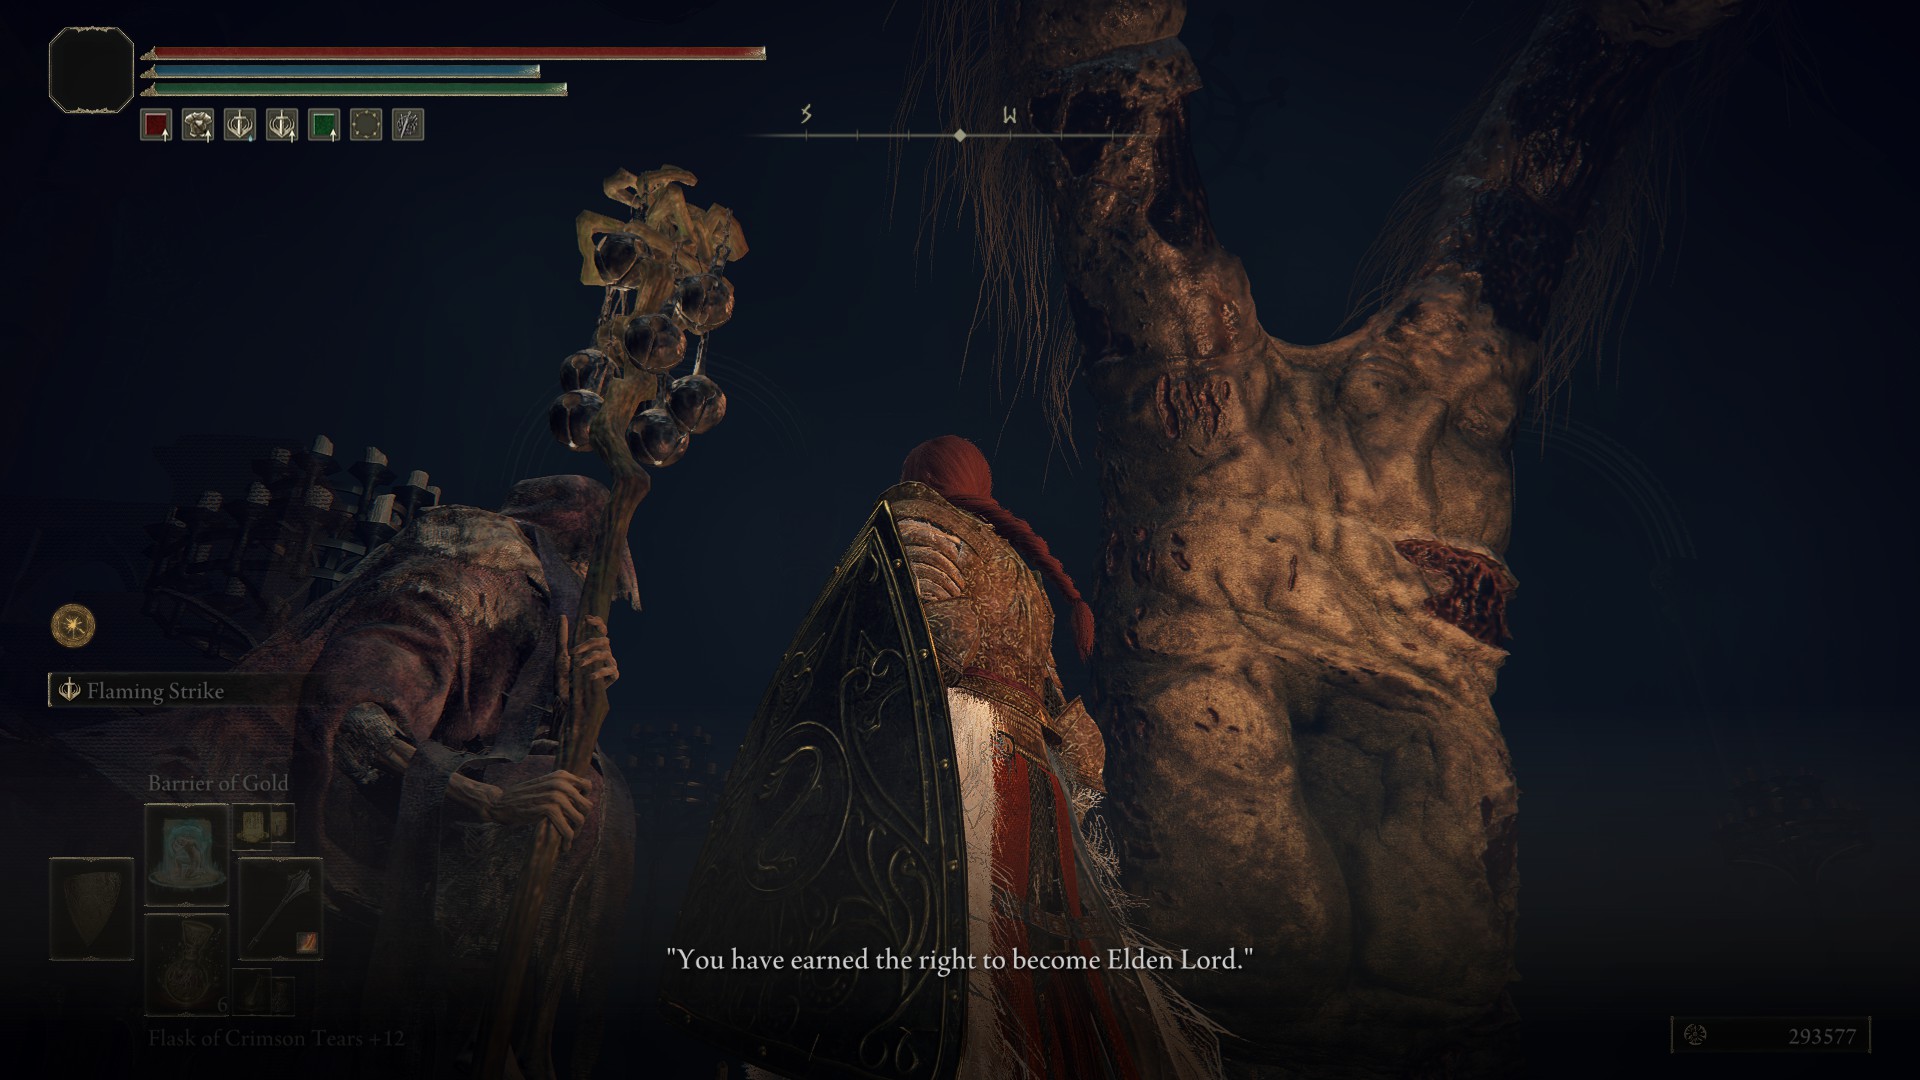 S
W
Flaming Strike
Barrier of Gold
"You have earned the right to become Elden Lord."
6
Flask of Crimson Tears +12
293577